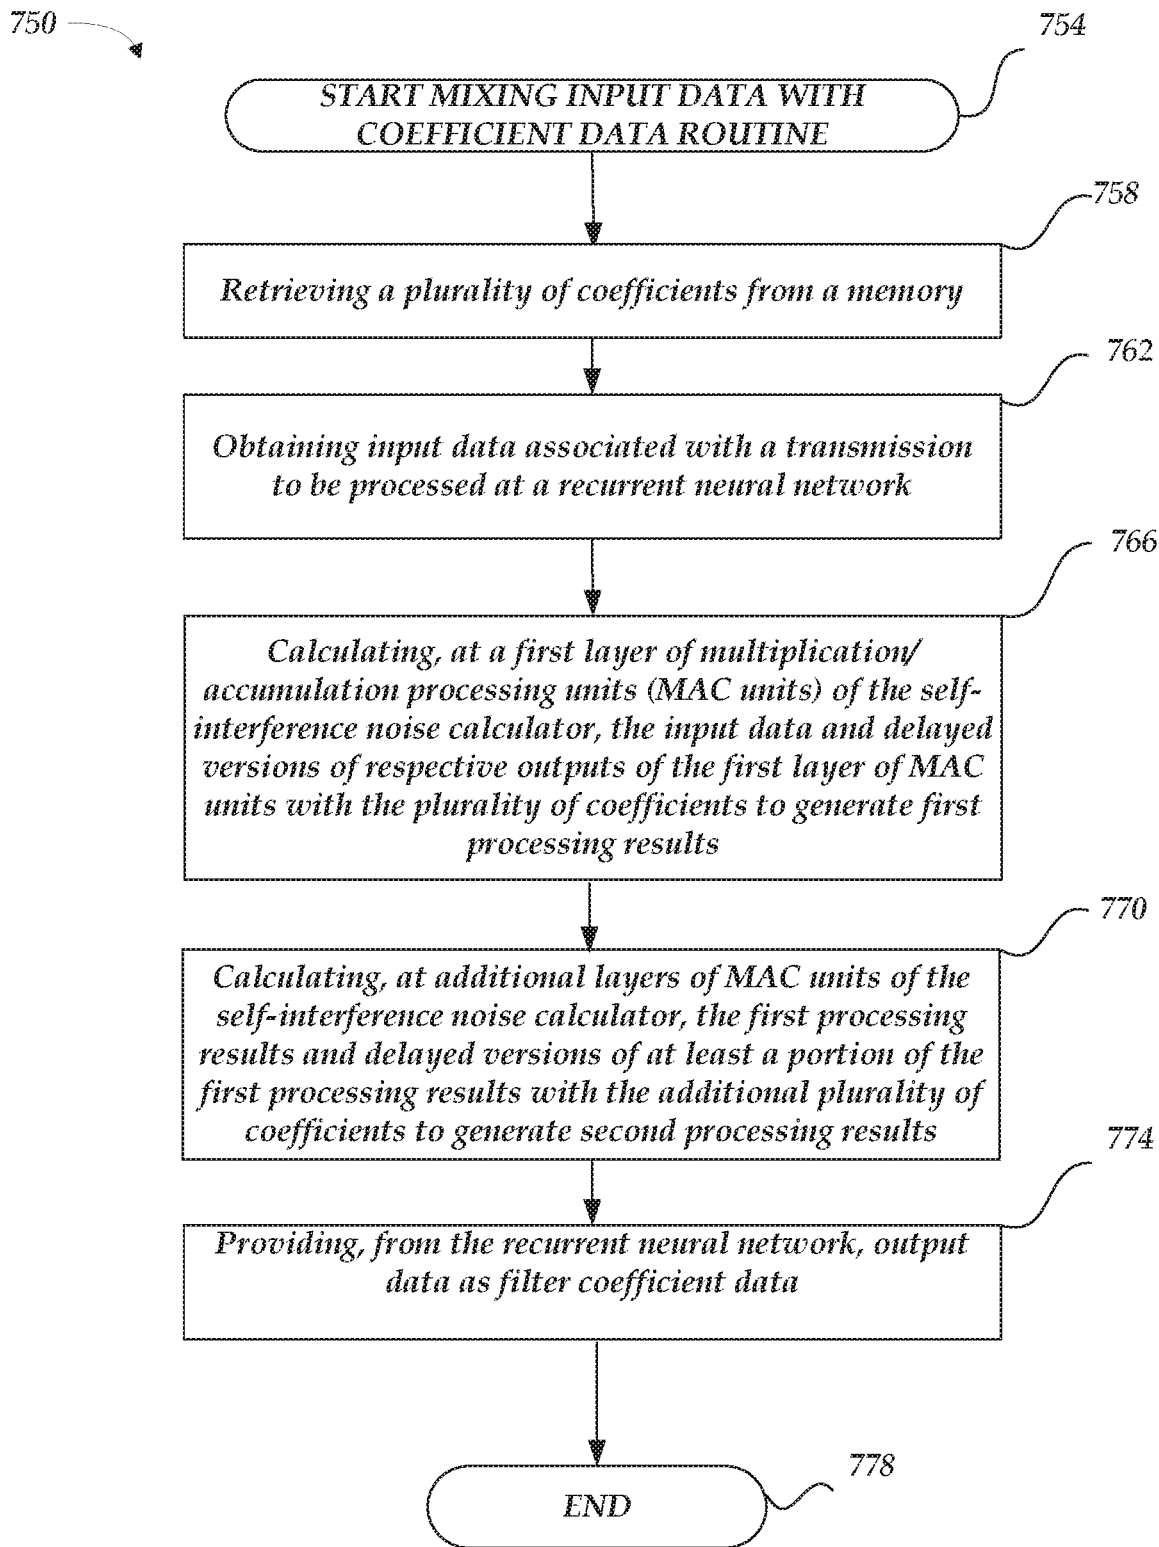 750
754
START MIXING INPUT DATA WITH
COEFFICIENT DATA ROUTINE
758
Retrieving a plurality of coefficients from a memory
762
Obtaining input data associated with a transmission
to be processed at a recurrent neural network
766
Calculating, at a first layer of multiplication/
accumulation processing units (MAC units) of the self-
interference noise calculator, the input data and delayed
versions of respective outputs of the first layer of MAC
units with the plurality of coefficients to generate first
processing results
770
Calculating, at additional layers of MAC units of the
self-interference noise calculator, the first processing
results and delayed versions of at least a portion of the
first processing results with the additional plurality of
coefficients to generate second processing results
774
Providing, from the recurrent neural network, output
data as filter coefficient data
778
END